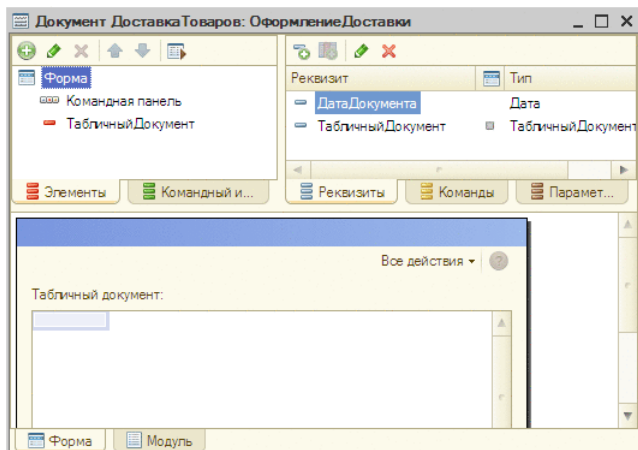 Документ ДоставкаТоваров: ОформлениеДоставки
Форма
Командная панель
ТабличныйДокумент
Элементы
Командный и...
Реквизит
Тип
ДатаДокумента
Дата
ТабличныйДокумент
ТабличныйДокумент
Реквизиты
Команды
Парамет...
Все действия
Табличный документ:
Форма
Модуль